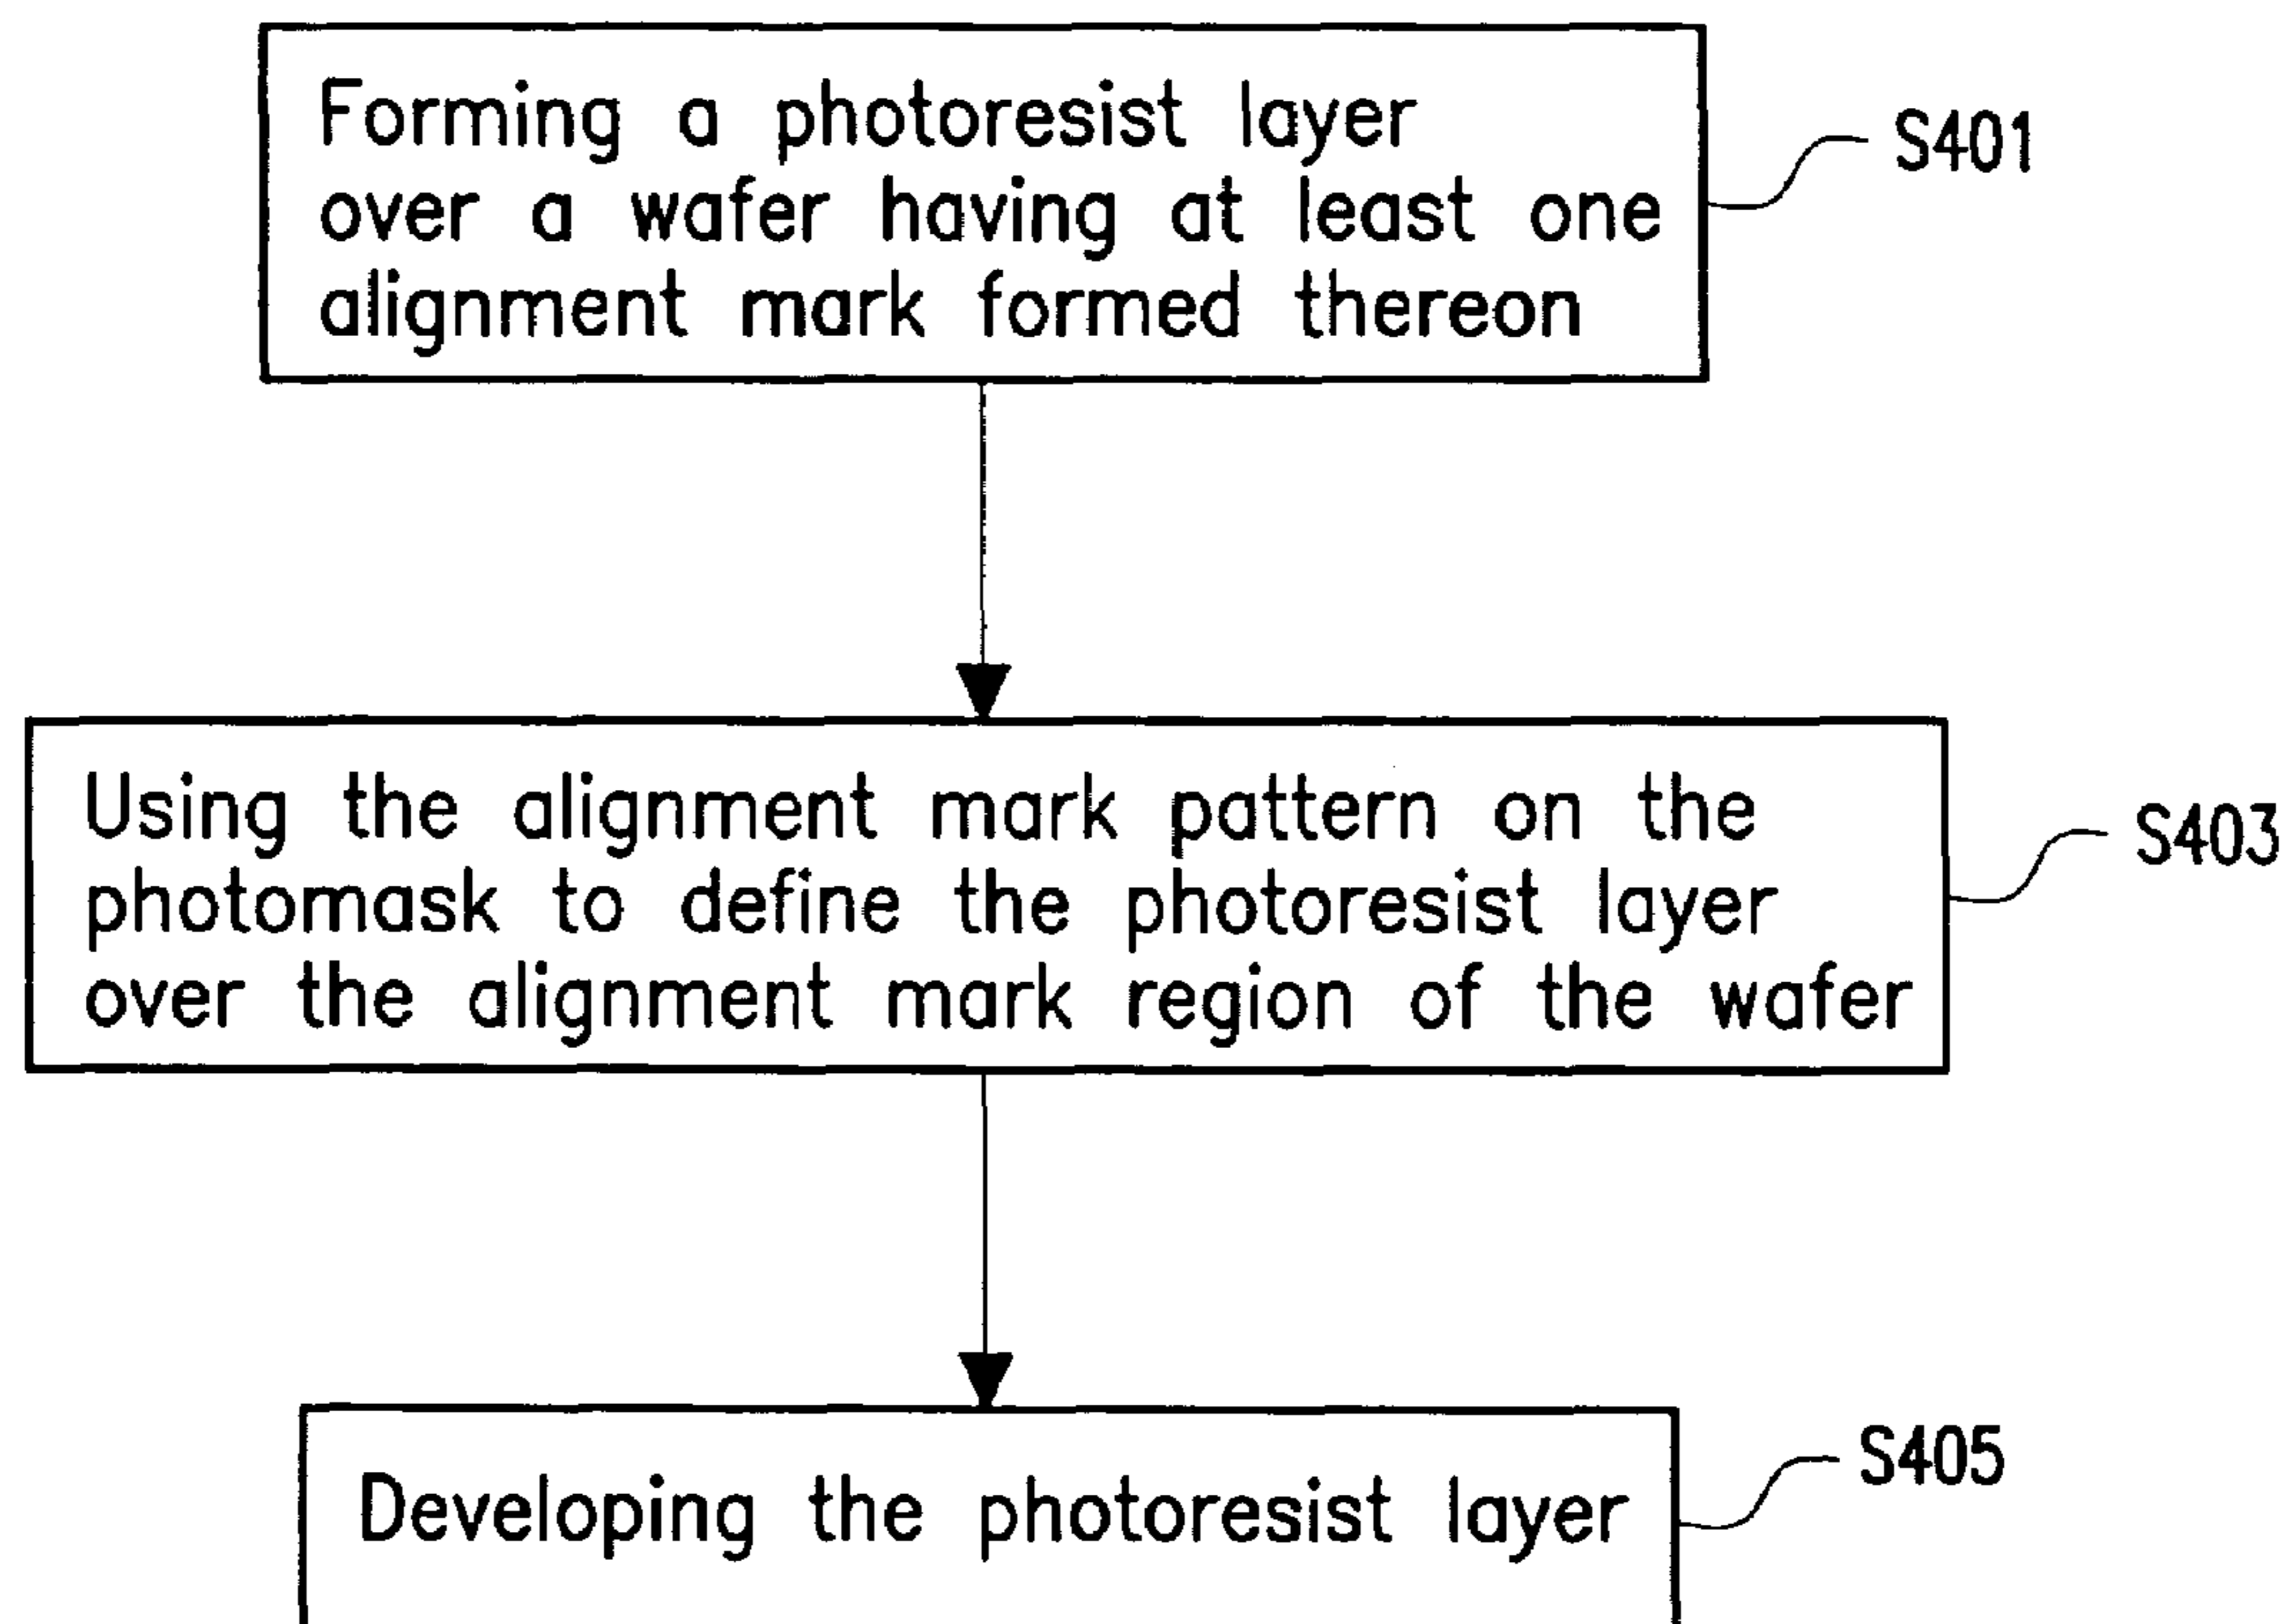 Forming a photoresist layer
over a wafer having at least one
alignment mark formed thereon
S401
Using the alignment mark pattern on the
photomask to define the photoresist layer
over the alignment mark region of the wafer
S403
Developing the photoresist layer
S405